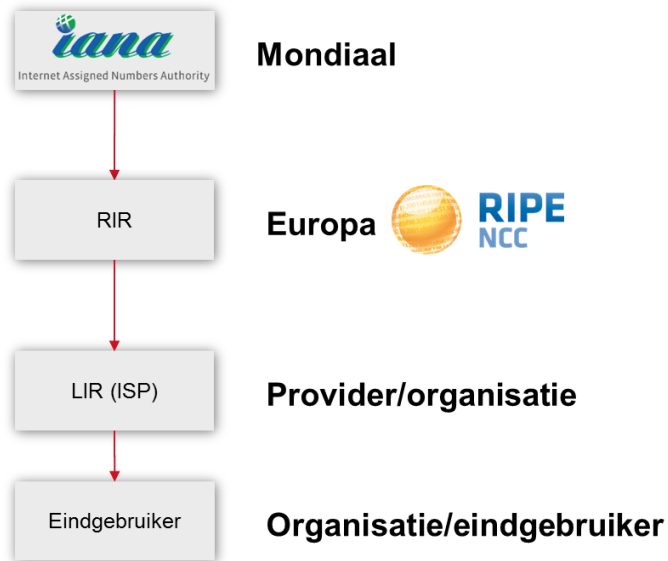 iana
Internet Assigned Numbers Authority
Mondiaal
RIR
Europa
RIPE
NCC
LIR (ISP)
Provider/organisatie
Eindgebruiker
Organisatie/eindgebruiker